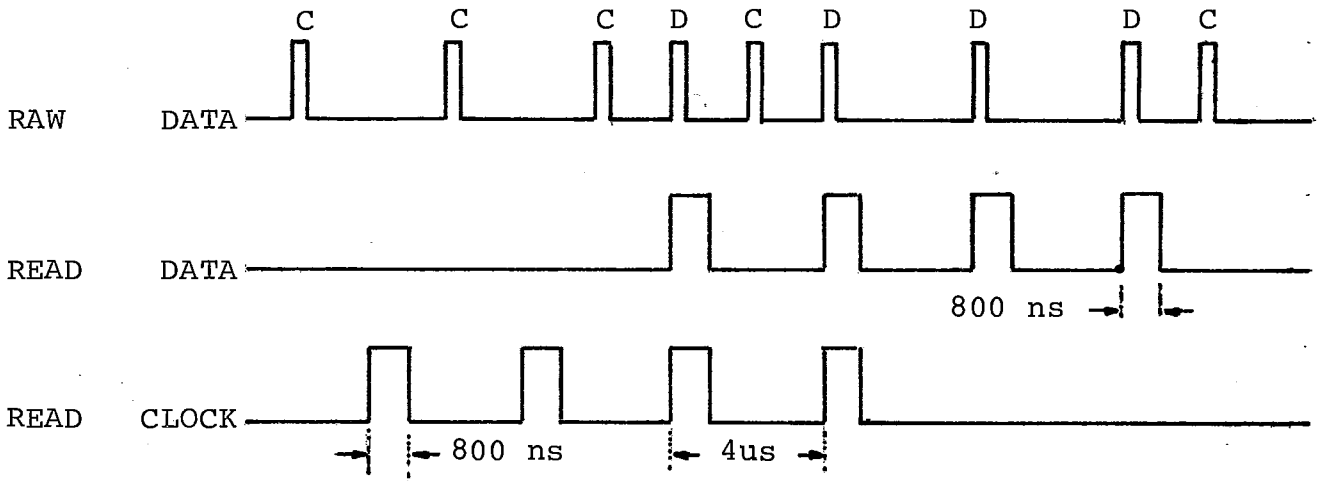 C C C D C D D D C
RAW DATA
READ DATA
800 ns
READ CLOCK
800 ns 4us